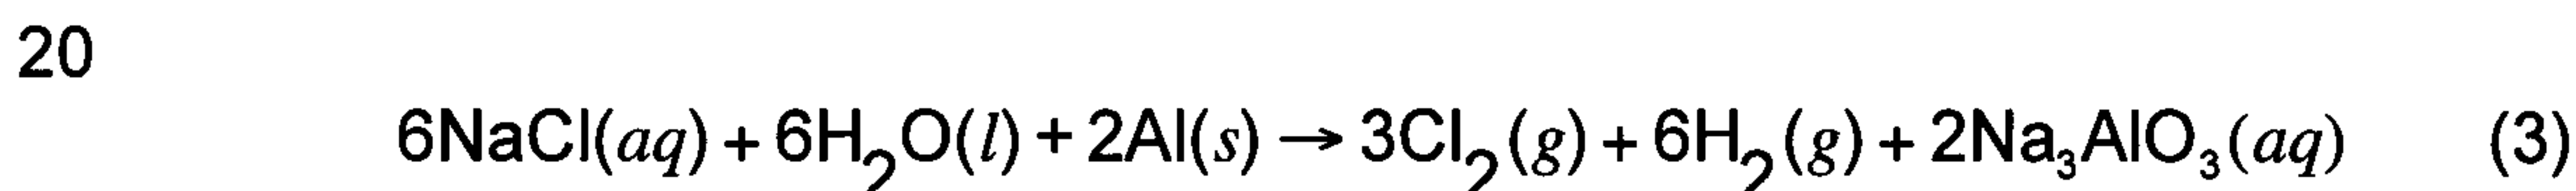 20
6NaCl(aq) + 6H₂O(l) + 2Al(s) → 3Cl₂(g) + 6H₂(g) + 2Na₃AlO₃(aq) (3)